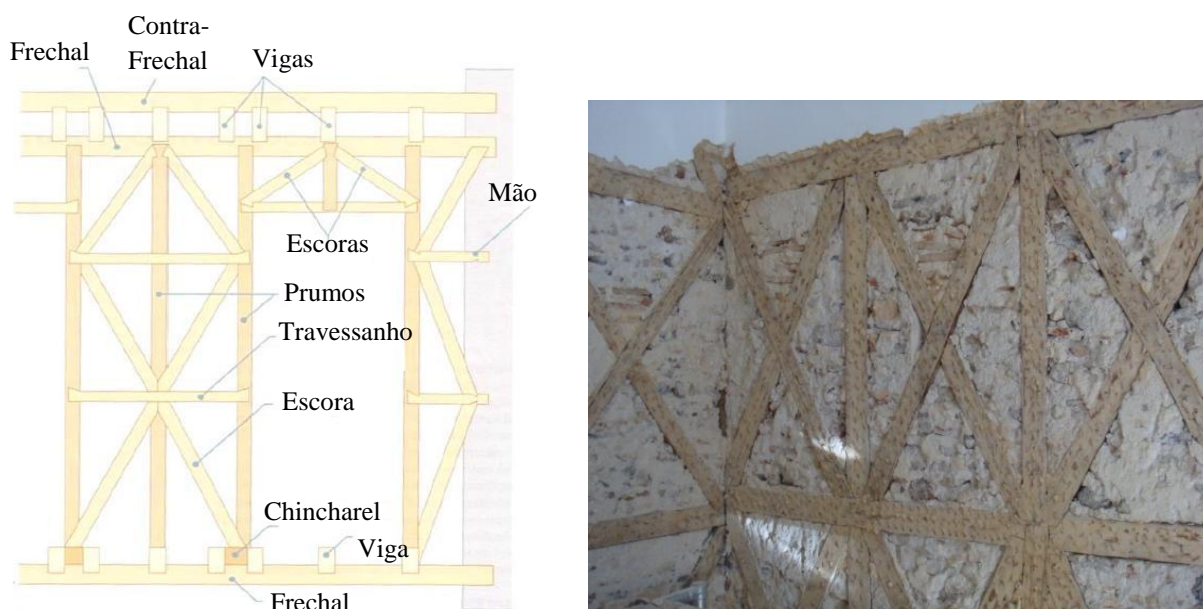 Contra-
Frechal
Frechal
Vigas
Mão
Escoras
Prumos
Travessanho
Escora
Chincharel
Viga
Frechal